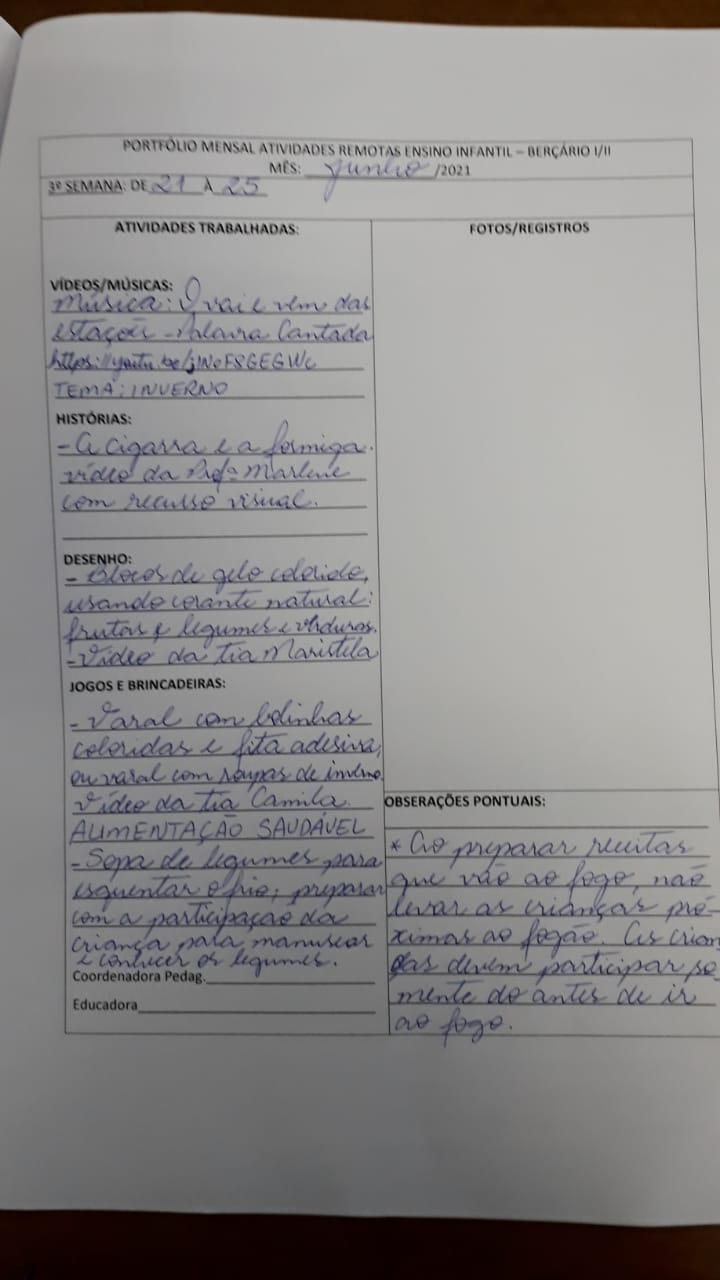 PORTFÓLIO MENSAL ATIVIDADES REMOTAS ENSINO INFANTIL – BERÇÁRIO I/II
MÊS: Junho /2021
3º SEMANA: DE 21 À 25
ATIVIDADES TRABALHADAS:
VÍDEOS/MÚSICAS:
Música: O vai e vem das
estações - Palavra Cantada
https://youtu.be/
TEMA: INVERNO
HISTÓRIAS:
- A cigarra e a formiga.
vídeo da Profª Marlene
com recurso visual.
DESENHO:
- Blocos de gelo colorido,
usando corante natural:
frutas e legumes e verduras.
- Vídeo da tia Maristela
JOGOS E BRINCADEIRAS:
- Varal com bolinhas
coloridas e fita adesiva,
ou varal com roupas de inverno.
Vídeo da tia Camila.
ALIMENTAÇÃO SAUDÁVEL
- Sopa de legumes para
esquentar o frio; preparar
com a participação da
criança para manusear
e conhecer os legumes.
Coordenadora Pedag.
Educadora
FOTOS/REGISTROS
OBSERAÇÕES PONTUAIS:
* Ao preparar receitas
que vão ao fogo, não
levar as crianças pró-
ximas ao fogão. As crian
ças devem participar so-
mente do antes de ir
ao fogo.